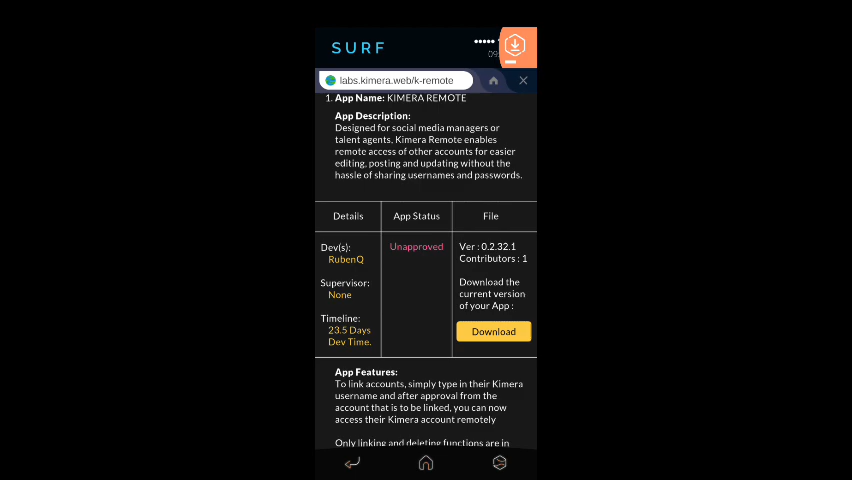 SURF
labs.kimera.web/k-remote
1. App Name: KIMERA REMOTE
App Description:
Designed for social media managers or
talent agents, Kimera Remote enables
remote access of other accounts for easier
editing, posting and updating without the
hassle of sharing usernames and passwords.
Details
App Status
File
Dev(s):
RubenQ
Supervisor:
None
Timeline:
23.5 Days
Dev Time.
Unapproved
Ver : 0.2.32.1
Contributors : 1
Download the
current version
of your App :
Download
App Features:
To link accounts, simply type in their Kimera
username and after approval from the
account that is to be linked, you can now
access their Kimera account remotely
Only linking and deleting functions are in